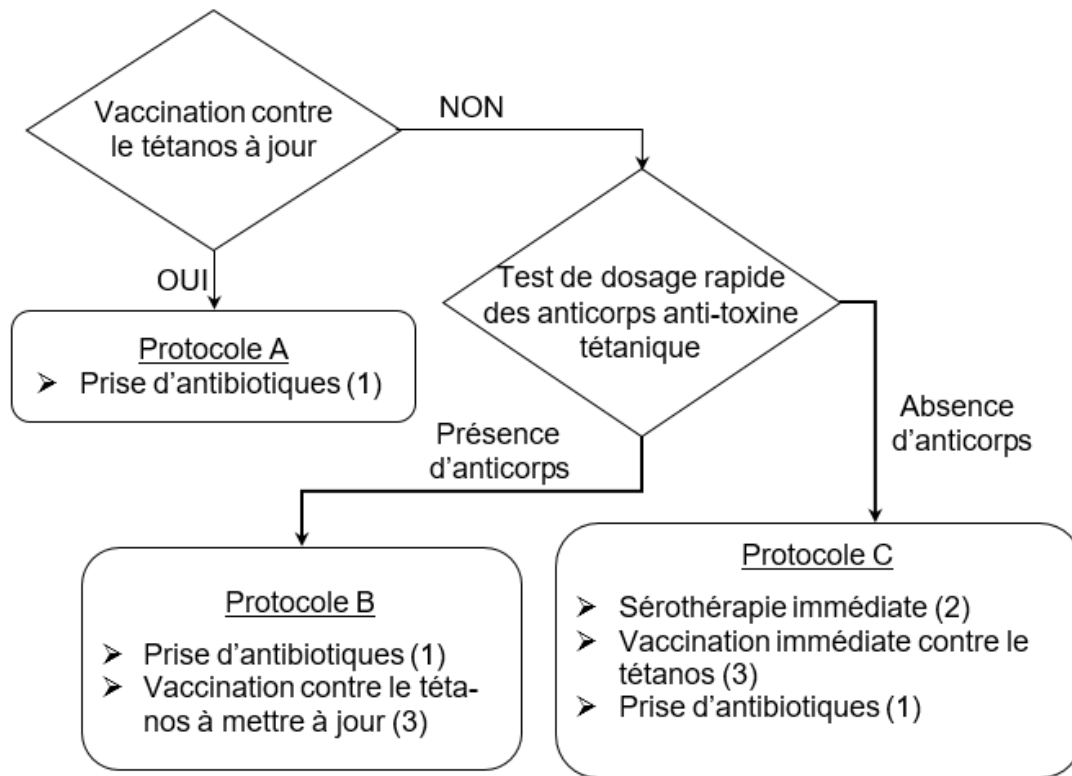 Vaccination contre
le tétanos à jour
NON
OUI
Test de dosage rapide
des anticorps anti-toxine
tétanique
Protocole A
➢ Prise d’antibiotiques (1)
Présence
d’anticorps
Absence
d’anticorps
Protocole B
➢ Prise d’antibiotiques (1)
➢ Vaccination contre le téta-
nos à mettre à jour (3)
Protocole C
➢ Sérothérapie immédiate (2)
➢ Vaccination immédiate contre le
tétanos (3)
➢ Prise d’antibiotiques (1)